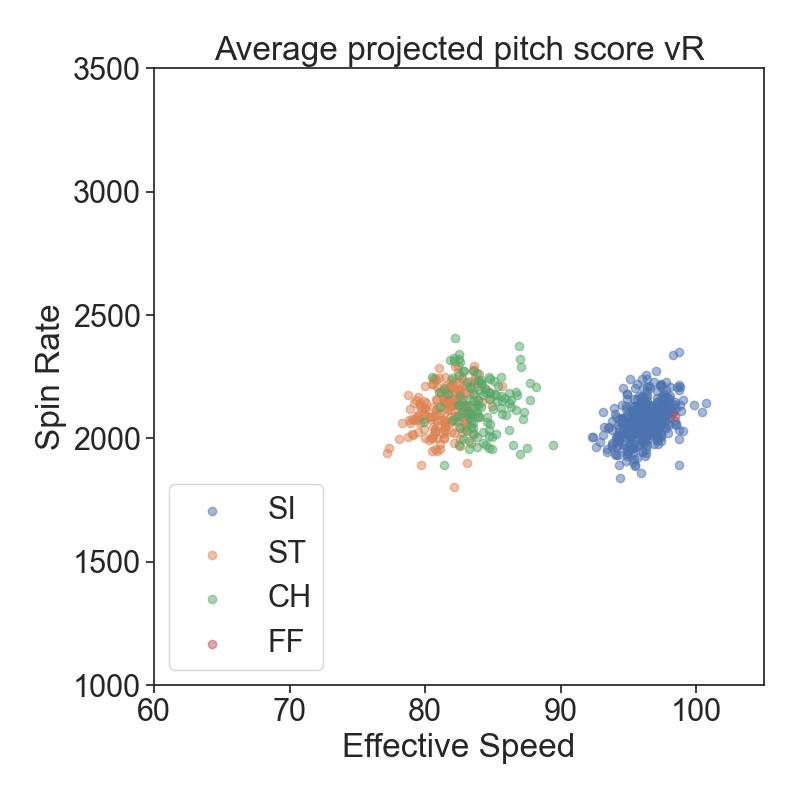 Average projected pitch score vR
3500
3000
2500
2000
1500
1000
Spin Rate
SI
ST
CH
FF
60 70 80 90 100
Effective Speed